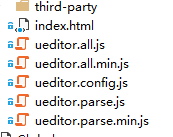 third-party
index.html
ueditor.all.js
ueditor.all.min.js
ueditor.config.js
ueditor.parse.js
ueditor.parse.min.js